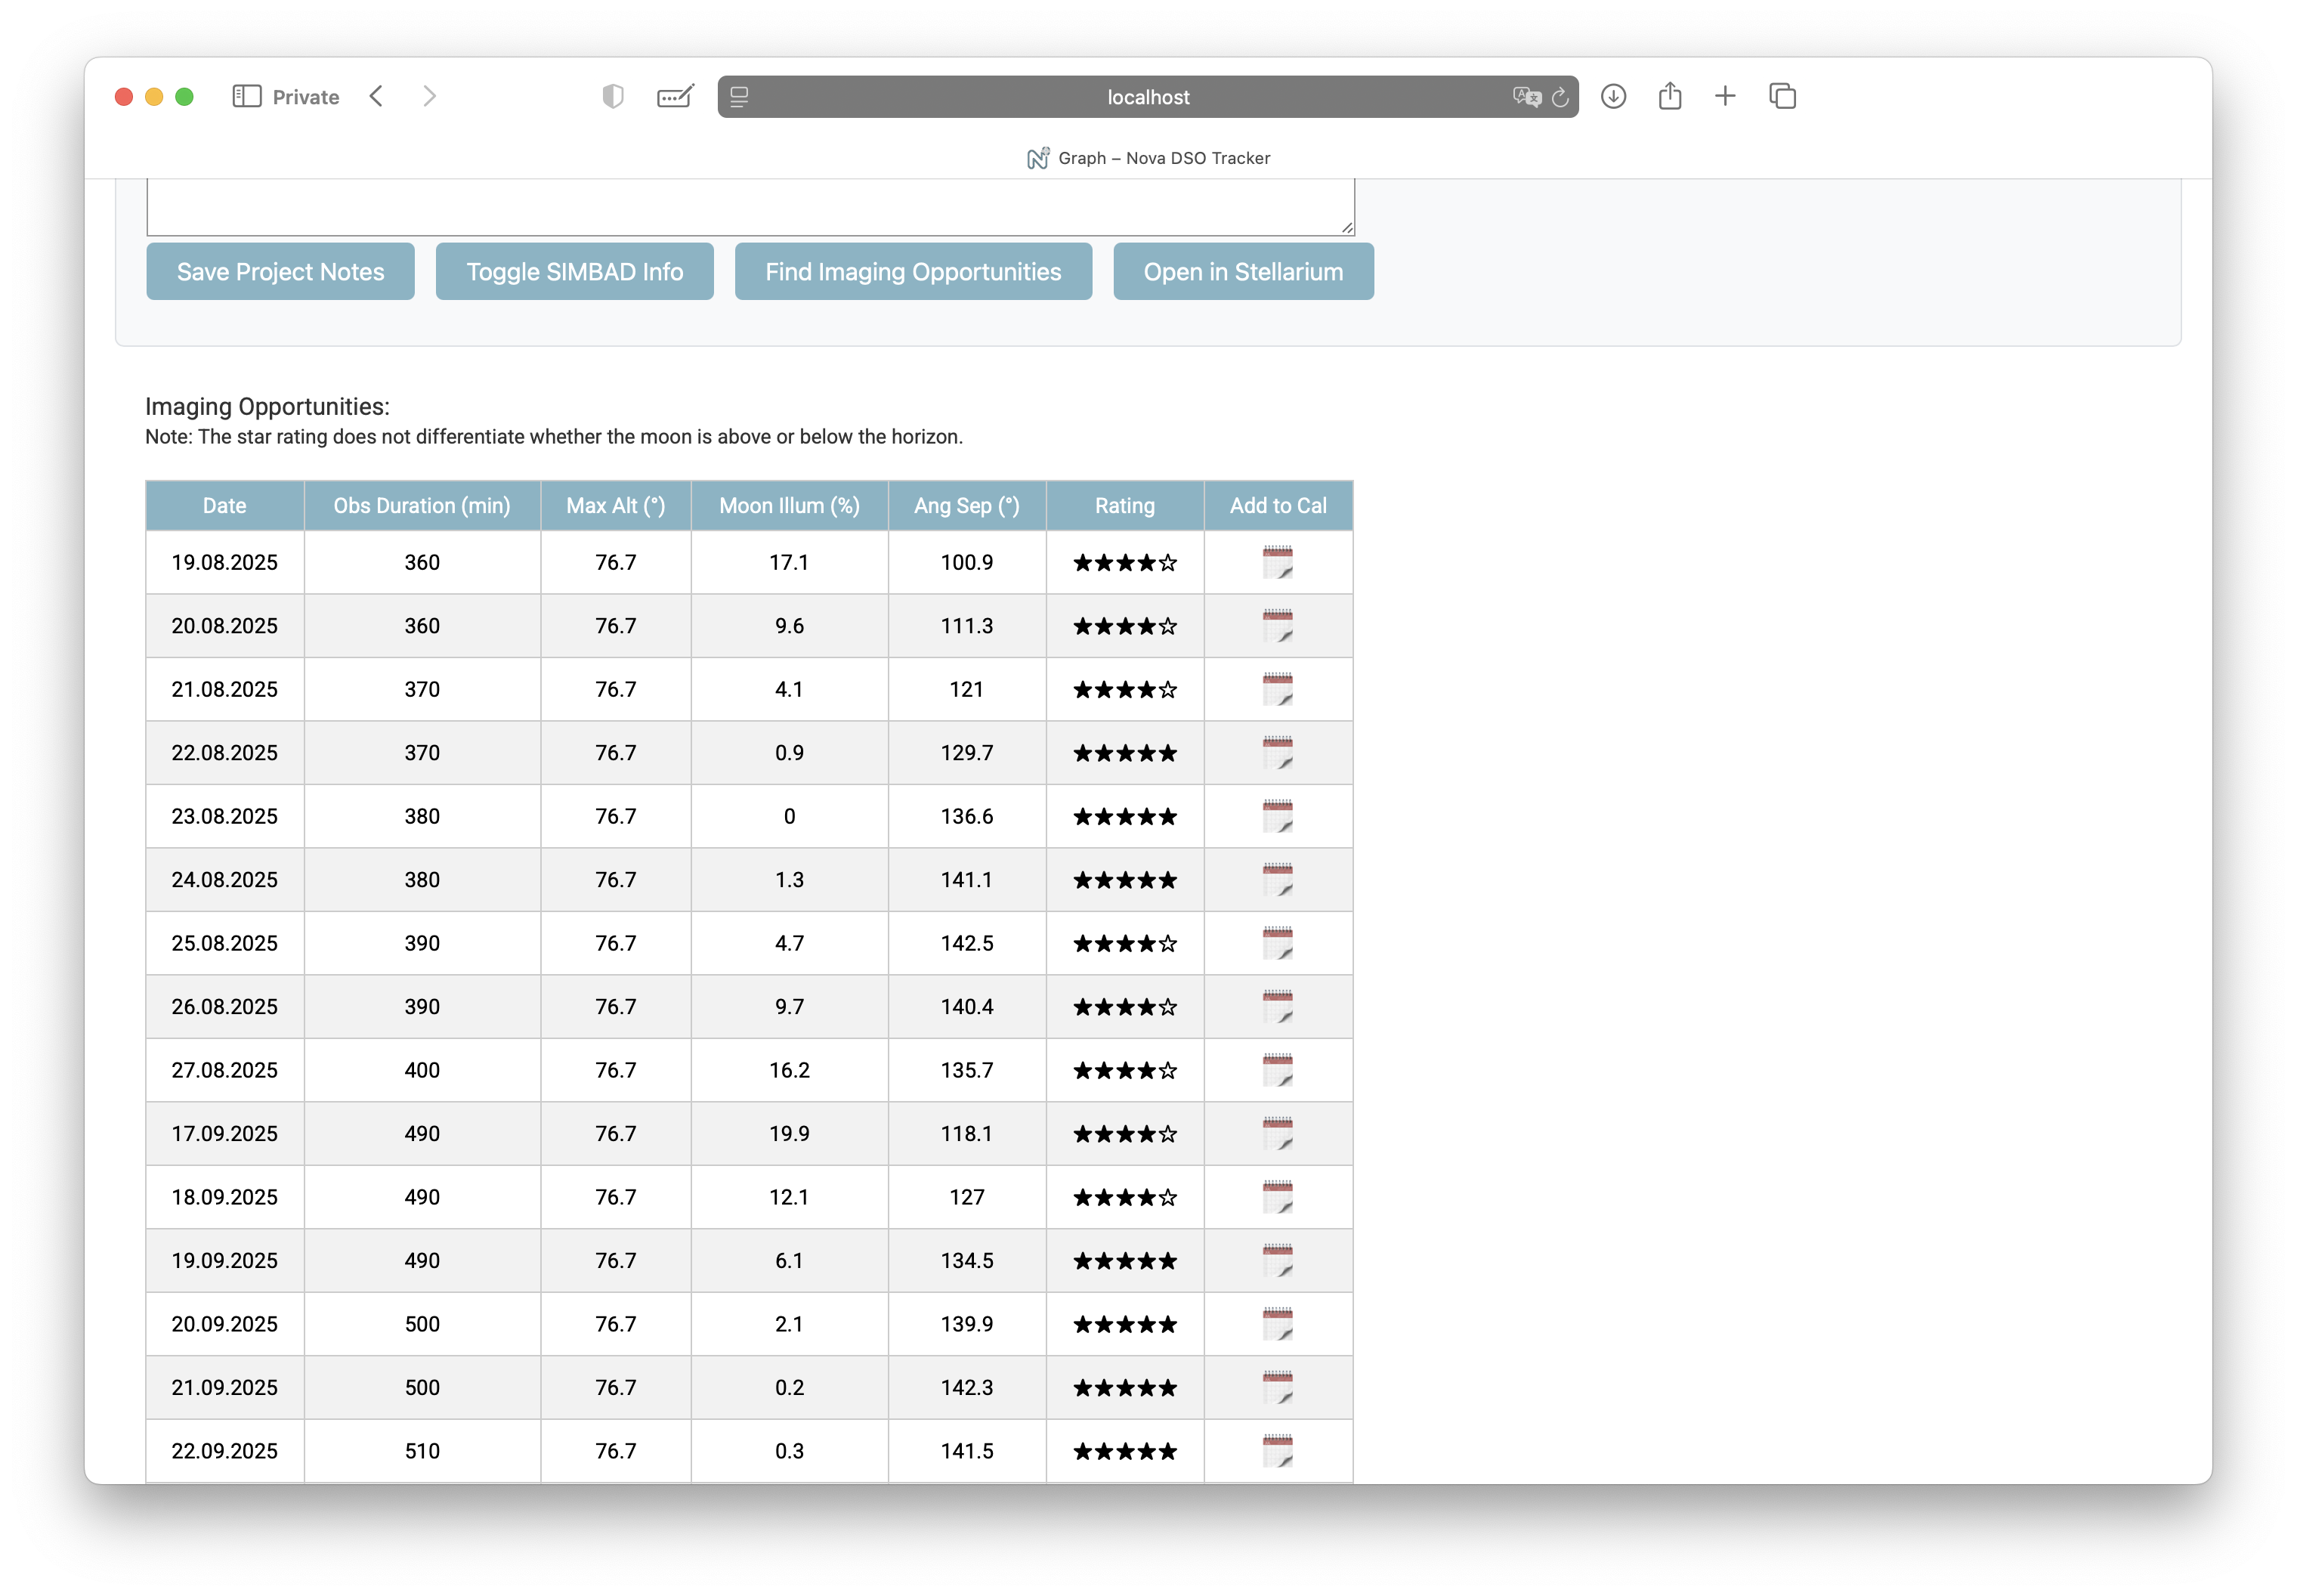 Private
localhost
Graph – Nova DSO Tracker
Save Project Notes Toggle SIMBAD Info Find Imaging Opportunities Open in Stellarium
Imaging Opportunities:
Note: The star rating does not differentiate whether the moon is above or below the horizon.
Date Obs Duration (min) Max Alt (°) Moon Illum (%) Ang Sep (°) Rating Add to Cal
19.08.2025 360 76.7 17.1 100.9 ★★★★☆
20.08.2025 360 76.7 9.6 111.3 ★★★★☆
21.08.2025 370 76.7 4.1 121 ★★★★☆
22.08.2025 370 76.7 0.9 129.7 ★★★★★
23.08.2025 380 76.7 0 136.6 ★★★★★
24.08.2025 380 76.7 1.3 141.1 ★★★★★
25.08.2025 390 76.7 4.7 142.5 ★★★★☆
26.08.2025 390 76.7 9.7 140.4 ★★★★☆
27.08.2025 400 76.7 16.2 135.7 ★★★★☆
17.09.2025 490 76.7 19.9 118.1 ★★★★☆
18.09.2025 490 76.7 12.1 127 ★★★★☆
19.09.2025 490 76.7 6.1 134.5 ★★★★★
20.09.2025 500 76.7 2.1 139.9 ★★★★★
21.09.2025 500 76.7 0.2 142.3 ★★★★★
22.09.2025 510 76.7 0.3 141.5 ★★★★★